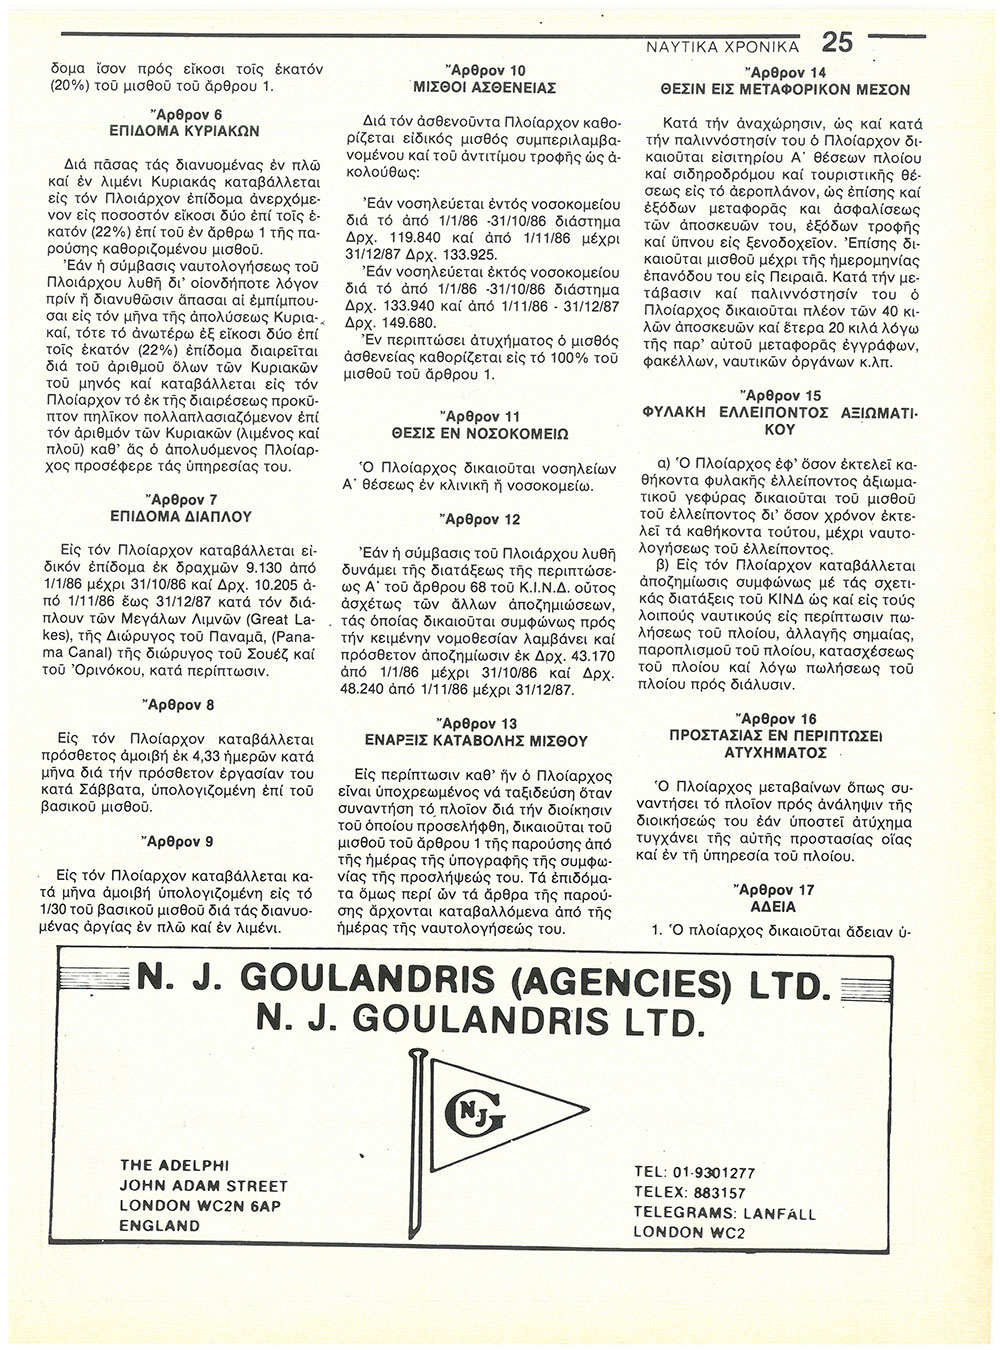 ΝΑΥΤΙΚΑ ΧΡΟΝΙΚΑ 25
δομα ἴσον πρός εἴκοσι τοῖς ἑκατόν
(20%) τοῦ μισθοῦ τοῦ ἄρθρου 1.
Ἄρθρον 6
ΕΠΙΔΟΜΑ ΚΥΡΙΑΚΩΝ
Διά πᾶσας τάς διανυομένας ἐν πλῶ
καί ἐν λιμένι Κυριακάς καταβάλλεται
εἰς τόν Πλοιάρχον ἐπίδομα ἀνερχόμε-
νον εἰς ποσοστόν εἴκοσι δύο ἐπί τοῖς ἑ-
κατόν (22%) ἐπί τοῦ ἐν ἄρθρω 1 τῆς πα-
ρούσης καθοριζομένου μισθοῦ.
Ἐάν ἡ σύμβασις ναυτολογήσεως τοῦ
Πλοιάρχου λυθῆ δι' οἱονδήποτε λόγον
πρίν ἤ διανυθῶσιν ἅπασαι αἱ ἐμπίμπου-
σαι εἰς τόν μῆνα τῆς ἀπολύσεως Κυρια-
καί, τότε τό ἀνωτέρω ἐξ εἴκοσι δύο ἐπί
τοῖς ἑκατόν (22%) ἐπίδομα διαιρεῖται
διά τοῦ ἀριθμοῦ ὅλων τῶν Κυριακῶν
τοῦ μηνός καί καταβάλλεται εἰς τόν
Πλοίαρχον τό ἐκ τῆς διαιρέσεως προκῦ-
πτον πηλῖκον πολλαπλασιαζόμενον ἐπί
τόν ἀριθμόν τῶν Κυριακῶν (λιμένος καί
πλοῦ) καθ' ἅς ὁ ἀπολυόμενος Πλοίαρ-
χος προσέφερε τάς ὑπηρεσίας του.
Ἄρθρον 7
ΕΠΙΔΟΜΑ ΔΙΑΠΛΟΥ
Εἰς τόν Πλοίαρχον καταβάλλεται εἰ-
δικόν ἐπίδομα ἐκ δραχμῶν 9.130 ἀπό
1/1/86 μέχρι 31/10/86 καί Δρχ. 10.205 ἀ-
πό 1/11/86 ἕως 31/12/87 κατά τόν διά-
πλουν τῶν Μεγάλων Λιμνῶν (Great La-
kes), τῆς Διώρυγος τοῦ Παναμᾶ, (Pana-
ma Canal) τῆς διώρυγος τοῦ Σουέζ καί
τοῦ Ὀρινόκου, κατά περίπτωσιν.
Ἄρθρον 8
Εἰς τόν Πλοίαρχον καταβάλλεται
πρόσθετος ἀμοιβή ἐκ 4,33 ἡμερῶν κατά
μῆνα διά τήν πρόσθετον ἐργασίαν του
κατά Σάββατα, ὑπολογιζομένη ἐπί τοῦ
βασικοῦ μισθοῦ.
Ἄρθρον 9
Εἰς τόν Πλοίαρχον καταβάλλεται κα-
τά μῆνα ἀμοιβή ὑπολογιζομένη εἰς τό
1/30 τοῦ βασικοῦ μισθοῦ διά τάς διανυο-
μένας ἀργίας ἐν πλῶ καί ἐν λιμένι.
Ἄρθρον 10
ΜΙΣΘΟΙ ΑΣΘΕΝΕΙΑΣ
Διά τόν ἀσθενοῦντα Πλοίαρχον καθο-
ρίζεται εἰδικός μισθός συμπεριλαμβα-
νομένου καί τοῦ ἀντιτίμου τροφῆς ὡς ἀ-
κολούθως:
Ἐάν νοσηλεύεται ἐντός νοσοκομείου
διά τό ἀπό 1/1/86 -31/10/86 διάστημα
Δρχ. 119.840 καί ἀπό 1/11/86 μέχρι
31/12/87 Δρχ. 133.925.
Ἐάν νοσηλεύεται ἐκτός νοσοκομείου
διά τό ἀπό 1/1/86 -31/10/86 διάστημα
Δρχ. 133.940 καί ἀπό 1/11/86 - 31/12/87
Δρχ. 149.680.
Ἐν περιπτώσει ἀτυχήματος ὁ μισθός
ἀσθενείας καθορίζεται εἰς τό 100% τοῦ
μισθοῦ τοῦ ἄρθρου 1.
Ἄρθρον 11
ΘΕΣΙΣ ΕΝ ΝΟΣΟΚΟΜΕΙΩ
Ὁ Πλοίαρχος δικαιοῦται νοσηλείων
Α΄ θέσεως ἐν κλινική ἤ νοσοκομείω.
Ἄρθρον 12
Ἐάν ἡ σύμβασις τοῦ Πλοιάρχου λυθῆ
δυνάμει τῆς διατάξεως τῆς περιπτώσε-
ως Α΄ τοῦ ἄρθρου 68 τοῦ Κ.Ι.Ν.Δ. οὗτος
ἀσχέτως τῶν ἄλλων ἀποζημιώσεων,
τάς ὁποίας δικαιοῦται συμφώνως πρός
τήν κειμένην νομοθεσίαν λαμβάνει καί
πρόσθετον ἀποζημίωσιν ἐκ Δρχ. 43.170
ἀπό 1/1/86 μέχρι 31/10/86 καί Δρχ.
48.240 ἀπό 1/11/86 μέχρι 31/12/87.
Ἄρθρον 13
ΕΝΑΡΞΙΣ ΚΑΤΑΒΟΛΗΣ ΜΙΣΘΟΥ
Εἰς περίπτωσιν καθ' ἥν ὁ Πλοίαρχος
εἶναι ὑποχρεωμένος νά ταξιδεύση ὅταν
συναντήση τό πλοῖον διά τήν διοίκησιν
τοῦ ὁποίου προσελήφθη, δικαιοῦται τοῦ
μισθοῦ τοῦ ἄρθρου 1 τῆς παρούσης ἀπό
τῆς ἡμέρας τῆς ὑπογραφῆς τῆς συμφω-
νίας τῆς προσλήψεώς του. Τά ἐπιδόμα-
τα ὅμως περί ὧν τά ἄρθρα τῆς παρού-
σης ἄρχονται καταβαλλόμενα ἀπό τῆς
ἡμέρας τῆς ναυτολογήσεώς του.
Ἄρθρον 14
ΘΕΣΙΝ ΕΙΣ ΜΕΤΑΦΟΡΙΚΟΝ ΜΕΣΟΝ
Κατά τήν ἀναχώρησιν, ὡς καί κατά
τήν παλιννόστησίν του ὁ Πλοίαρχον δι-
καιοῦται εἰσιτηρίου Α΄ θέσεων πλοίου
καί σιδηροδρόμου καί τουριστικῆς θέ-
σεως εἰς τό ἀεροπλάνον, ὡς ἐπίσης καί
ἐξόδων μεταφορᾶς και ἀσφαλίσεως
τῶν ἀποσκευῶν του, ἐξόδων τροφῆς
καί ὕπνου εἰς ξενοδοχεῖον. Ἐπίσης δι-
καιοῦται μισθοῦ μέχρι τῆς ἡμερομηνίας
ἐπανόδου του εἰς Πειραιᾶ. Κατά τήν με-
τάβασιν καί παλιννόστησίν του ὁ
Πλοίαρχος δικαιοῦται πλέον τῶν 40 κι-
λῶν ἀποσκευῶν καί ἕτερα 20 κιλά λόγω
τῆς παρ' αὐτοῦ μεταφορᾶς ἐγγράφων,
φακέλλων, ναυτικῶν ὀργάνων κ.λπ.
Ἄρθρον 15
ΦΥΛΑΚΗ ΕΛΛΕΙΠΟΝΤΟΣ ΑΞΙΩΜΑΤΙ-
ΚΟΥ
α) Ὁ Πλοίαρχος ἐφ' ὅσον ἐκτελεῖ κα-
θήκοντα φυλακῆς ἐλλείποντος ἀξιωμα-
τικοῦ γεφύρας δικαιοῦται τοῦ μισθοῦ
τοῦ ἐλλείποντος δι' ὅσον χρόνον ἐκτε-
λεῖ τά καθήκοντα τούτου, μέχρι ναυτο-
λογήσεως τοῦ ἐλλείποντος.
β) Εἰς τόν Πλοίαρχον καταβάλλεται
ἀποζημίωσις συμφώνως μέ τάς σχετι-
κάς διατάξεις τοῦ ΚΙΝΔ ὡς καί εἰς τούς
λοιπούς ναυτικούς εἰς περίπτωσιν πω-
λήσεως τοῦ πλοίου, ἀλλαγῆς σημαίας,
παροπλισμοῦ τοῦ πλοίου, κατασχέσεως
τοῦ πλοίου καί λόγω πωλήσεως τοῦ
πλοίου πρός διάλυσιν.
Ἄρθρον 16
ΠΡΟΣΤΑΣΙΑΣ ΕΝ ΠΕΡΙΠΤΩΣΕΙ
ΑΤΥΧΗΜΑΤΟΣ
Ὁ Πλοίαρχος μεταβαίνων ὅπως συ-
ναντήσει τό πλοῖον πρός ἀνάληψιν τῆς
διοικήσεώς του ἐάν ὑποστεῖ ἀτύχημα
τυγχάνει τῆς αὐτῆς προστασίας οἵας
καί ἐν τῆ ὑπηρεσία τοῦ πλοίου.
Ἄρθρον 17
ΑΔΕΙΑ
1. Ὁ πλοίαρχος δικαιοῦται ἄδειαν ὑ-
N. J. GOULANDRIS (AGENCIES) LTD.
N. J. GOULANDRIS LTD.
NJG
THE ADELPHI
JOHN ADAM STREET
LONDON WC2N 6AP
ENGLAND
TEL: 01-9301277
TELEX: 883157
TELEGRAMS: LANFALL
LONDON WC2